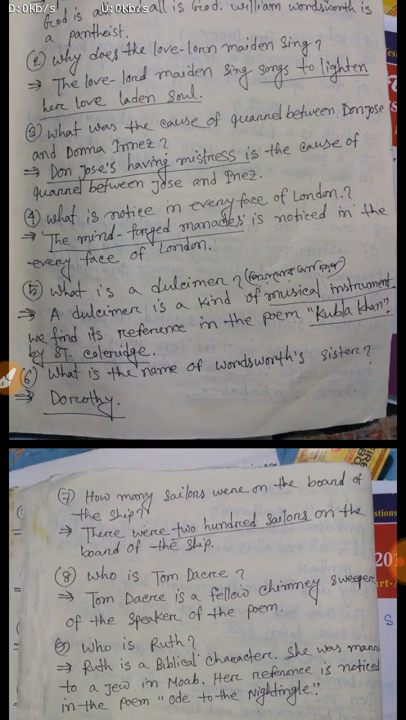 D:0Kb/s U:0Kb/s
God is all is God. William Wordsworth is
a pantheist.
② Why does the love-lorn maiden sing?
⇒ The love-lord maiden sing songs to lighten
her love laden soul.
③ What was the cause of quarrel between Don Jose
and Donna Innez?
⇒ Don Jose's having mistress is the cause of
quarrel between Jose and Inez.
④ What is notice in every face of London.?
⇒ The mind-forged manacles is noticed in the
every face of London.
⑤ What is a dulcimer?
⇒ A dulcimer is a kind of musical instrument.
We find its reference in the poem "Kubla Khan"
by ST. Coleridge.
⑥ What is the name of Wordsworth's sister?
⇒ Dorothy.
⑦ How many sailors were on the board of
the ship?
⇒ There were two hundred sailors on the
board of the ship.
⑧ Who is Tom Dacre?
⇒ Tom Dacre is a fellow chimney sweeper
of the speaker of the poem.
⑨ Who is Ruth?
⇒ Ruth is a Biblical character. She was
to a Jew in Moab. Her reference is noticed
in the poem "Ode to the Nightingle".